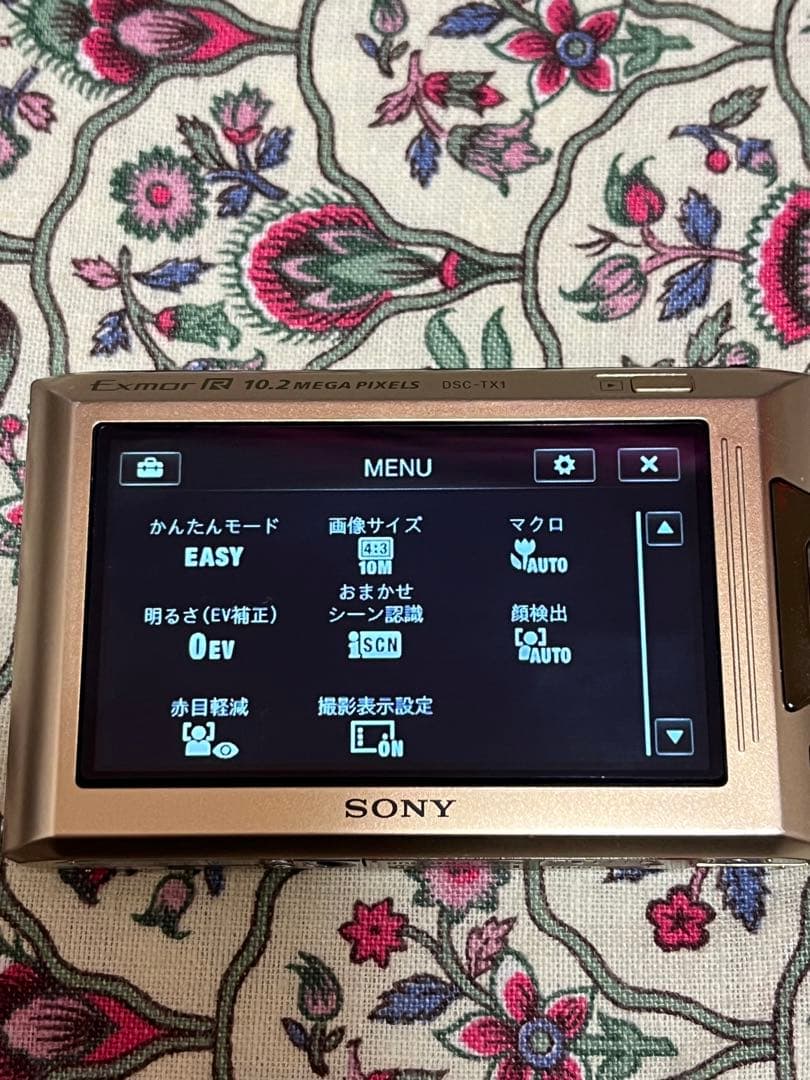 Exmor R 10.2 MEGA PIXELS DSC-TX1
MENU
かんたんモード 画像サイズ マクロ
EASY 4:3 10M AUTO
明るさ(EV補正) おまかせシーン認識 顔検出
0EV iSCN AUTO
赤目軽減 撮影表示設定
ON
SONY